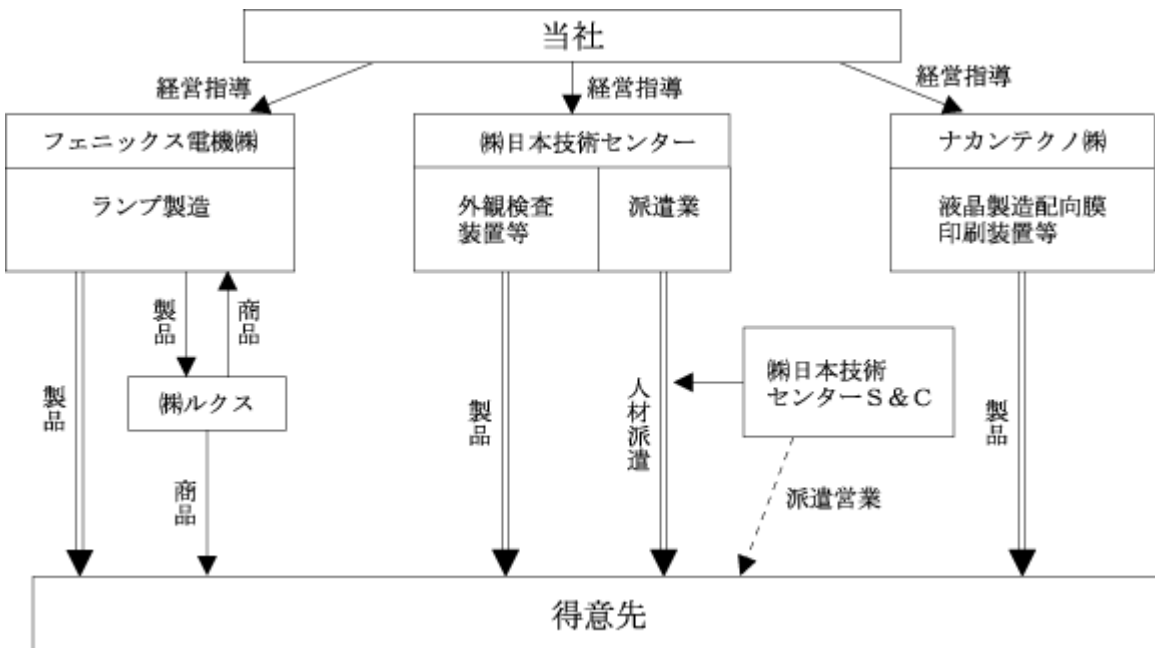 当社
経営指導
経営指導
経営指導
フェニックス電機㈱
㈱日本技術センター
ナカンテクノ㈱
ランプ製造
外観検査
装置等
派遣業
液晶製造配向膜
印刷装置等
製品
商品
㈱ルクス
㈱日本技術
センターＳ＆Ｃ
製品
商品
製品
人材派遣
派遣営業
製品
得意先